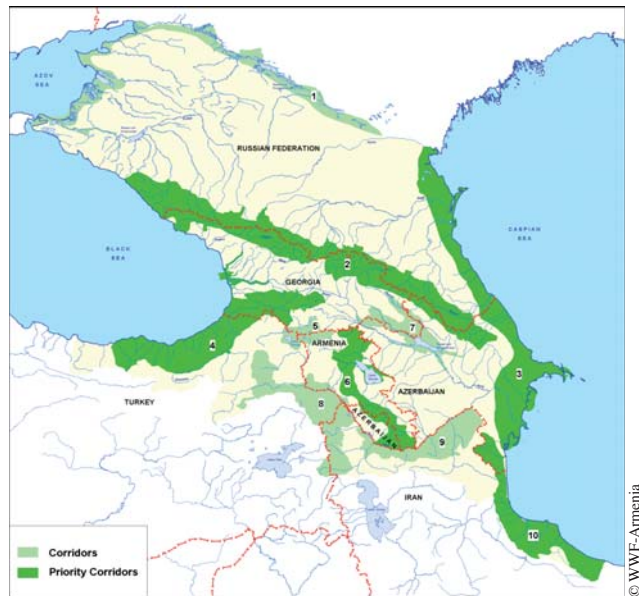 AZOV
SEA
1
RUSSIAN FEDERATION
BLACK
SEA
CASPIAN
SEA
2
GEORGIA
5
7
4
ARMENIA
6
AZERBAIJAN
3
TURKEY
8
AZERBAIJAN
9
IRAN
10
Corridors
Priority Corridors
© WWF-Armenia